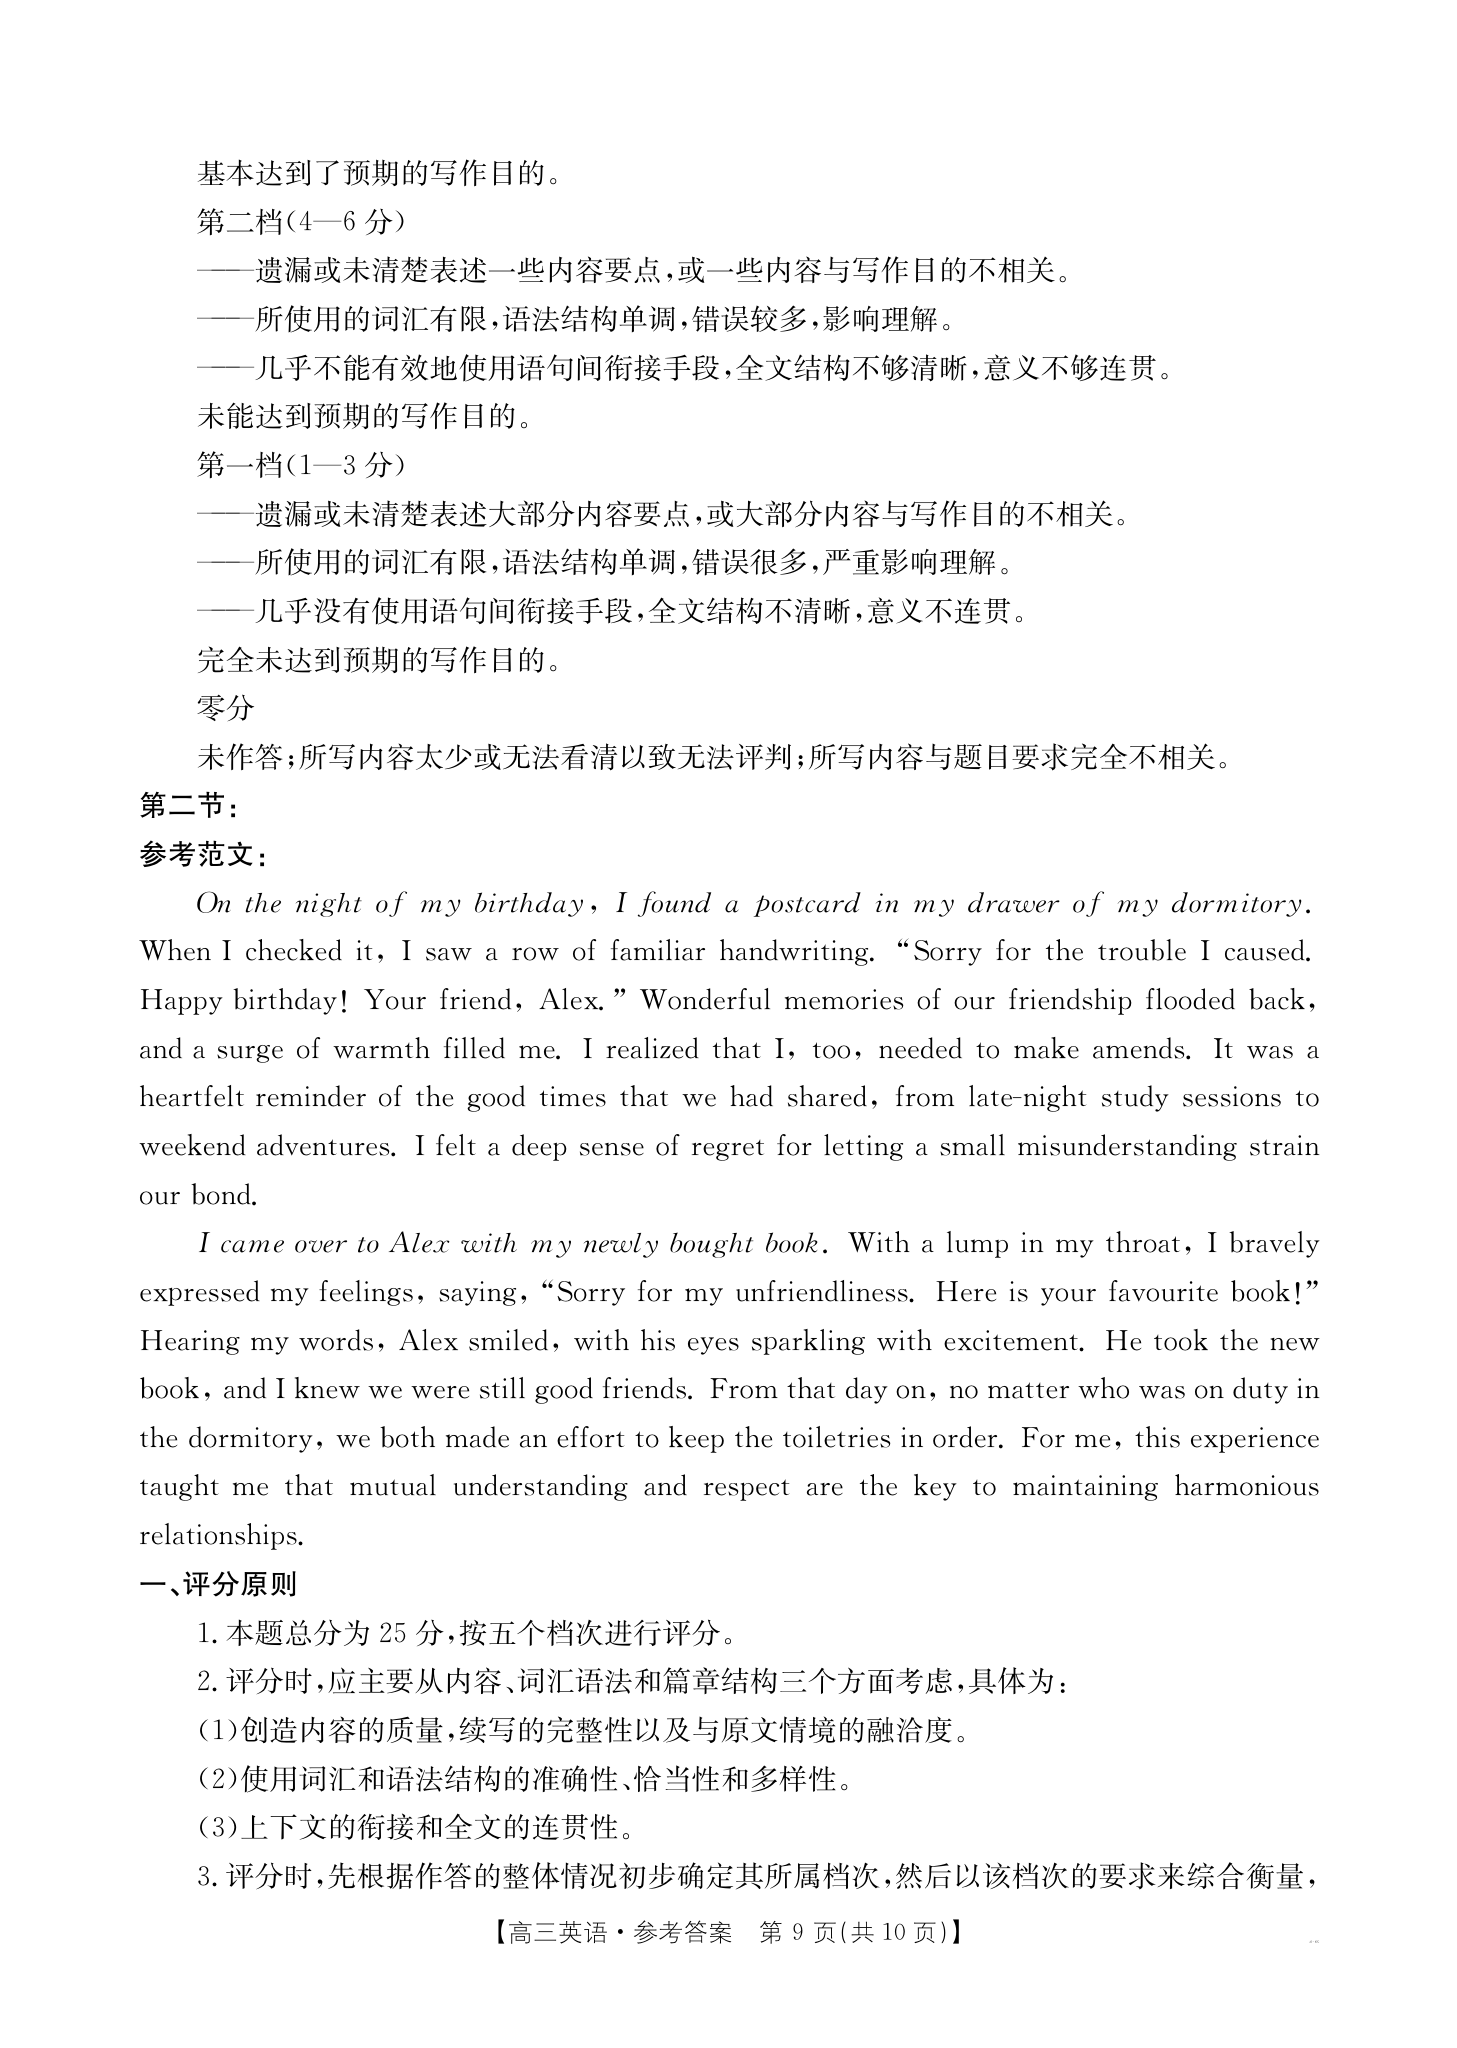 基本达到了预期的写作目的。
第二档(4—6 分)
——遗漏或未清楚表述一些内容要点,或一些内容与写作目的不相关。
——所使用的词汇有限,语法结构单调,错误较多,影响理解。
——几乎不能有效地使用语句间衔接手段,全文结构不够清晰,意义不够连贯。
未能达到预期的写作目的。
第一档(1—3 分)
——遗漏或未清楚表述大部分内容要点,或大部分内容与写作目的不相关。
——所使用的词汇有限,语法结构单调,错误很多,严重影响理解。
——几乎没有使用语句间衔接手段,全文结构不清晰,意义不连贯。
完全未达到预期的写作目的。
零分
未作答;所写内容太少或无法看清以致无法评判;所写内容与题目要求完全不相关。
第二节:
参考范文:
On the night of my birthday, I found a postcard in my drawer of my dormitory.
When I checked it, I saw a row of familiar handwriting. “Sorry for the trouble I caused.
Happy birthday! Your friend, Alex.” Wonderful memories of our friendship flooded back,
and a surge of warmth filled me. I realized that I, too, needed to make amends. It was a
heartfelt reminder of the good times that we had shared, from late-night study sessions to
weekend adventures. I felt a deep sense of regret for letting a small misunderstanding strain
our bond.
I came over to Alex with my newly bought book. With a lump in my throat, I bravely
expressed my feelings, saying, “Sorry for my unfriendliness. Here is your favourite book!”
Hearing my words, Alex smiled, with his eyes sparkling with excitement. He took the new
book, and I knew we were still good friends. From that day on, no matter who was on duty in
the dormitory, we both made an effort to keep the toiletries in order. For me, this experience
taught me that mutual understanding and respect are the key to maintaining harmonious
relationships.
一、评分原则
1. 本题总分为 25 分,按五个档次进行评分。
2. 评分时,应主要从内容、词汇语法和篇章结构三个方面考虑,具体为:
(1)创造内容的质量,续写的完整性以及与原文情境的融洽度。
(2)使用词汇和语法结构的准确性、恰当性和多样性。
(3)上下文的衔接和全文的连贯性。
3. 评分时,先根据作答的整体情况初步确定其所属档次,然后以该档次的要求来综合衡量,
【高三英语·参考答案 第 9 页(共 10 页)】